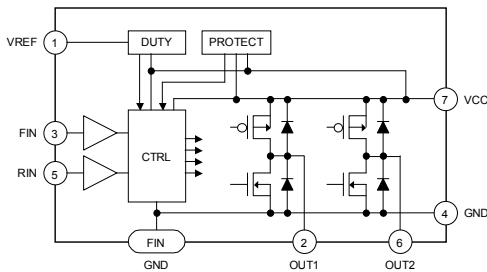 DUTY
PROTECT
VREF 1
7 VCC
FIN 3
CTRL
RIN 5
4 GND
FIN
2
6
GND
OUT1
OUT2